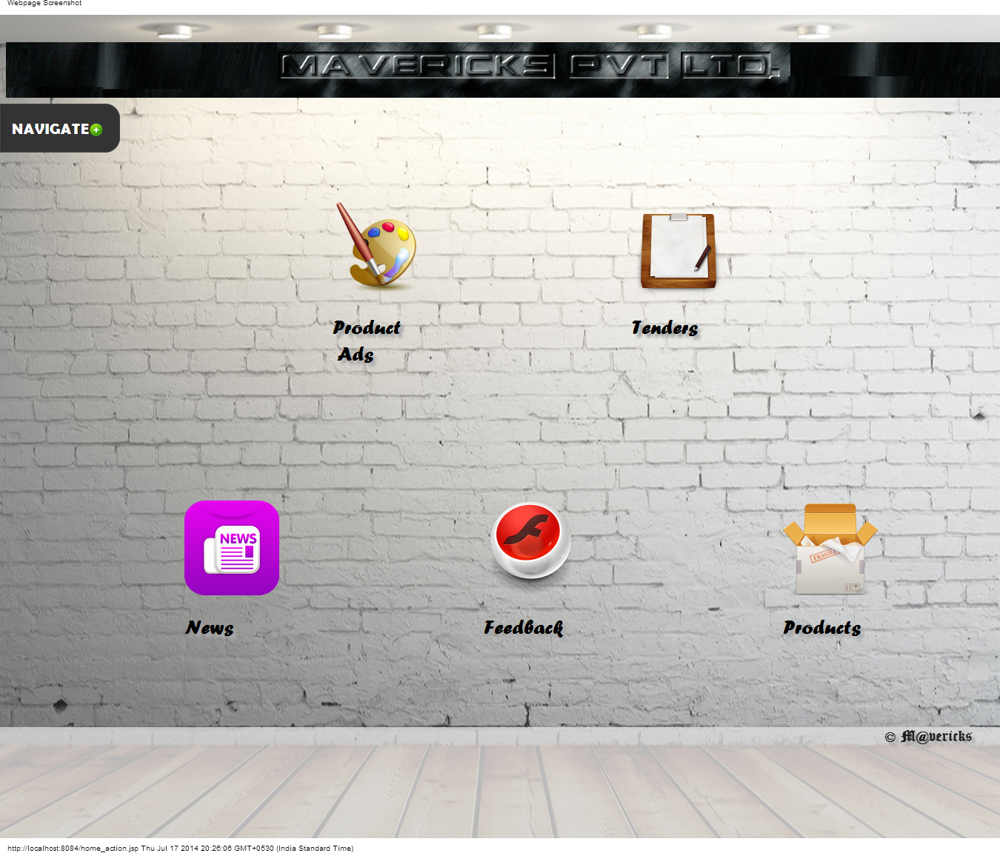 Webpage Screenshot
MAVERICKS PVT LTD.
NAVIGATE+
Product
Ads
Tenders
NEWS
FRAGILE
News
Feedback
Products
© M@vericks
http://localhost:8084/home_action.jsp Thu Jul 17 2014 20:26:06 GMT+0530 (India Standard Time)